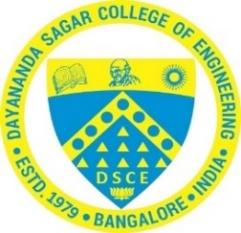 DAYANANDA SAGAR COLLEGE OF ENGINEERING
DSCE
• ESTD. 1979 • BANGALORE • INDIA •